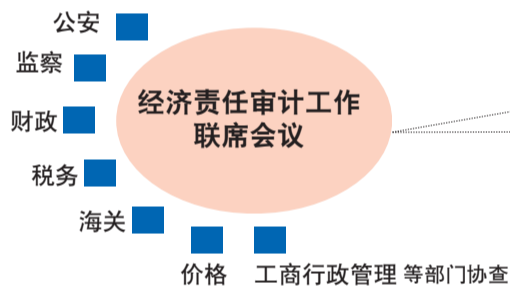 公安
监察
财政
税务
海关
价格
工商行政管理 等部门协查
经济责任审计工作
联席会议